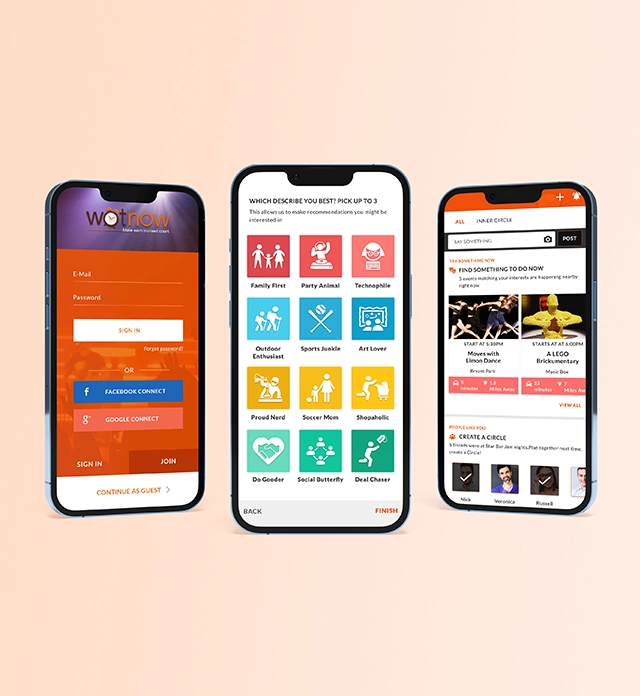 watnow
Make each moment count
E-Mail
Password
SIGN IN
Forgot password?
OR
f FACEBOOK CONNECT
g+ GOOGLE CONNECT
SIGN IN
JOIN
CONTINUE AS GUEST
WHICH DESCRIBE YOU BEST? PICK UP TO 3
This allows us to make recommendations you might be
interested in
Family First
Party Animal
Technophile
Outdoor
Enthusiast
Sports Junkie
Art Lover
Proud Nerd
Soccer Mom
Shopaholic
Do Gooder
Social Butterfly
Deal Chaser
BACK
FINISH
ALL
INNER CIRCLE
SAY SOMETHING
POST
TRY SOMETHING NEW
FIND SOMETHING TO DO NOW
5 events matching your interests are happening nearby
right now.
START AT 5:30PM
Moves with
Limon Dance
Bryant Park
3
minutes
1.5
Miles Away
START AT 6:00PM
A LEGO
Brickumentary
Music Box
13
minutes
7
Miles Away
VIEW ALL
PEOPLE LIKE YOU
CREATE A CIRCLE
5 friends were at Star Bar Jam nights.Plan together next time,
create a Circle!
Nick
Veronica
Russell